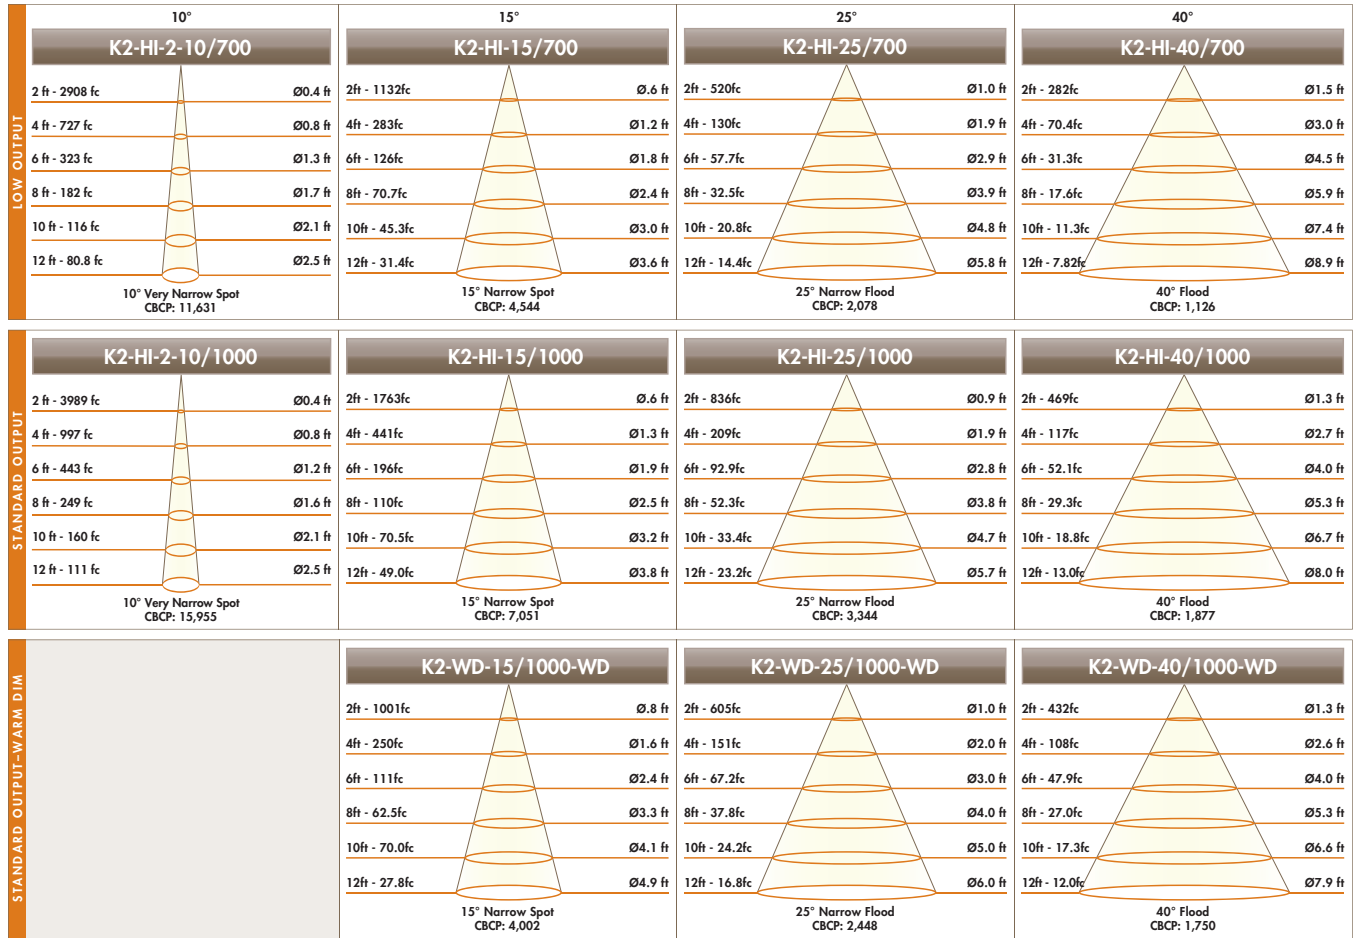 10°
15°
25°
40°
LOW OUTPUT
K2-HI-2-10/700
2 ft - 2908 fc Ø0.4 ft
4 ft - 727 fc Ø0.8 ft
6 ft - 323 fc Ø1.3 ft
8 ft - 182 fc Ø1.7 ft
10 ft - 116 fc Ø2.1 ft
12 ft - 80.8 fc Ø2.5 ft
10° Very Narrow Spot
CBCP: 11,631
K2-HI-15/700
2ft - 1132fc Ø.6 ft
4ft - 283fc Ø1.2 ft
6ft - 126fc Ø1.8 ft
8ft - 70.7fc Ø2.4 ft
10ft - 45.3fc Ø3.0 ft
12ft - 31.4fc Ø3.6 ft
15° Narrow Spot
CBCP: 4,544
K2-HI-25/700
2ft - 520fc Ø1.0 ft
4ft - 130fc Ø1.9 ft
6ft - 57.7fc Ø2.9 ft
8ft - 32.5fc Ø3.9 ft
10ft - 20.8fc Ø4.8 ft
12ft - 14.4fc Ø5.8 ft
25° Narrow Flood
CBCP: 2,078
K2-HI-40/700
2ft - 282fc Ø1.5 ft
4ft - 70.4fc Ø3.0 ft
6ft - 31.3fc Ø4.5 ft
8ft - 17.6fc Ø5.9 ft
10ft - 11.3fc Ø7.4 ft
12ft - 7.82fc Ø8.9 ft
40° Flood
CBCP: 1,126
STANDARD OUTPUT
K2-HI-2-10/1000
2 ft - 3989 fc Ø0.4 ft
4 ft - 997 fc Ø0.8 ft
6 ft - 443 fc Ø1.2 ft
8 ft - 249 fc Ø1.6 ft
10 ft - 160 fc Ø2.1 ft
12 ft - 111 fc Ø2.5 ft
10° Very Narrow Spot
CBCP: 15,955
K2-HI-15/1000
2ft - 1763fc Ø.6 ft
4ft - 441fc Ø1.3 ft
6ft - 196fc Ø1.9 ft
8ft - 110fc Ø2.5 ft
10ft - 70.5fc Ø3.2 ft
12ft - 49.0fc Ø3.8 ft
15° Narrow Spot
CBCP: 7,051
K2-HI-25/1000
2ft - 836fc Ø0.9 ft
4ft - 209fc Ø1.9 ft
6ft - 92.9fc Ø2.8 ft
8ft - 52.3fc Ø3.8 ft
10ft - 33.4fc Ø4.7 ft
12ft - 23.2fc Ø5.7 ft
25° Narrow Flood
CBCP: 3,344
K2-HI-40/1000
2ft - 469fc Ø1.3 ft
4ft - 117fc Ø2.7 ft
6ft - 52.1fc Ø4.0 ft
8ft - 29.3fc Ø5.3 ft
10ft - 18.8fc Ø6.7 ft
12ft - 13.0fc Ø8.0 ft
40° Flood
CBCP: 1,877
STANDARD OUTPUT–WARM DIM
K2-WD-15/1000-WD
2ft - 1001fc Ø.8 ft
4ft - 250fc Ø1.6 ft
6ft - 111fc Ø2.4 ft
8ft - 62.5fc Ø3.3 ft
10ft - 70.0fc Ø4.1 ft
12ft - 27.8fc Ø4.9 ft
15° Narrow Spot
CBCP: 4,002
K2-WD-25/1000-WD
2ft - 605fc Ø1.0 ft
4ft - 151fc Ø2.0 ft
6ft - 67.2fc Ø3.0 ft
8ft - 37.8fc Ø4.0 ft
10ft - 24.2fc Ø5.0 ft
12ft - 16.8fc Ø6.0 ft
25° Narrow Flood
CBCP: 2,448
K2-WD-40/1000-WD
2ft - 432fc Ø1.3 ft
4ft - 108fc Ø2.6 ft
6ft - 47.9fc Ø4.0 ft
8ft - 27.0fc Ø5.3 ft
10ft - 17.3fc Ø6.6 ft
12ft - 12.0fc Ø7.9 ft
40° Flood
CBCP: 1,750